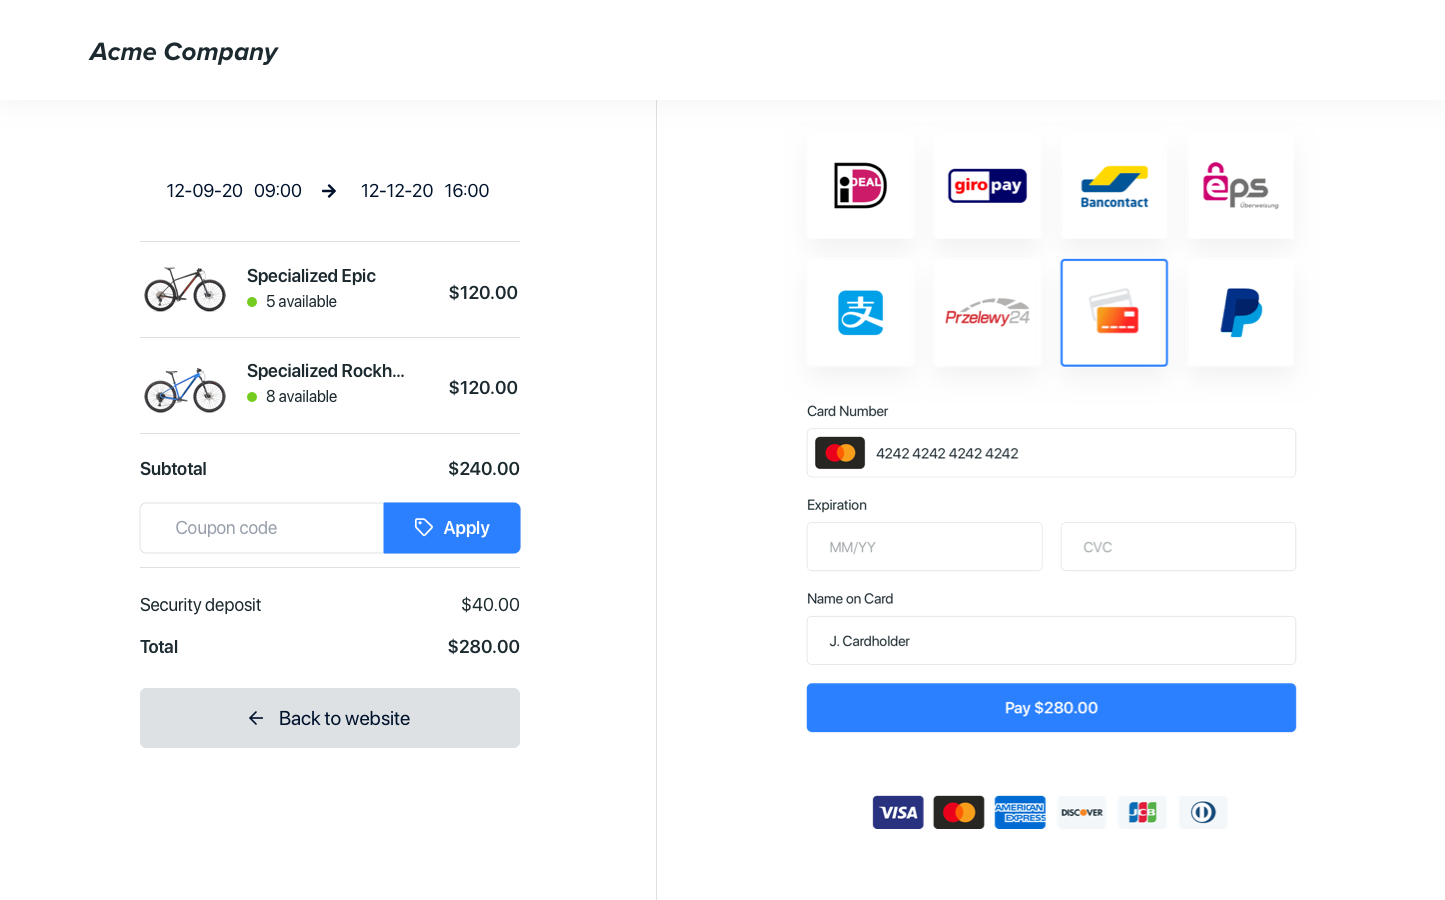 Acme Company
12-09-20 09:00 → 12-12-20 16:00
Specialized Epic
5 available
$120.00
Specialized Rockh...
8 available
$120.00
Subtotal $240.00
Coupon code Apply
Security deposit $40.00
Total $280.00
← Back to website
iDEAL
giropay
Bancontact
eps
Überweisung
支
Przelewy24
Card Number
4242 4242 4242 4242
Expiration
MM/YY CVC
Name on Card
J. Cardholder
Pay $280.00
VISA
AMERICAN
EXPRESS
DISCOVER
JCB